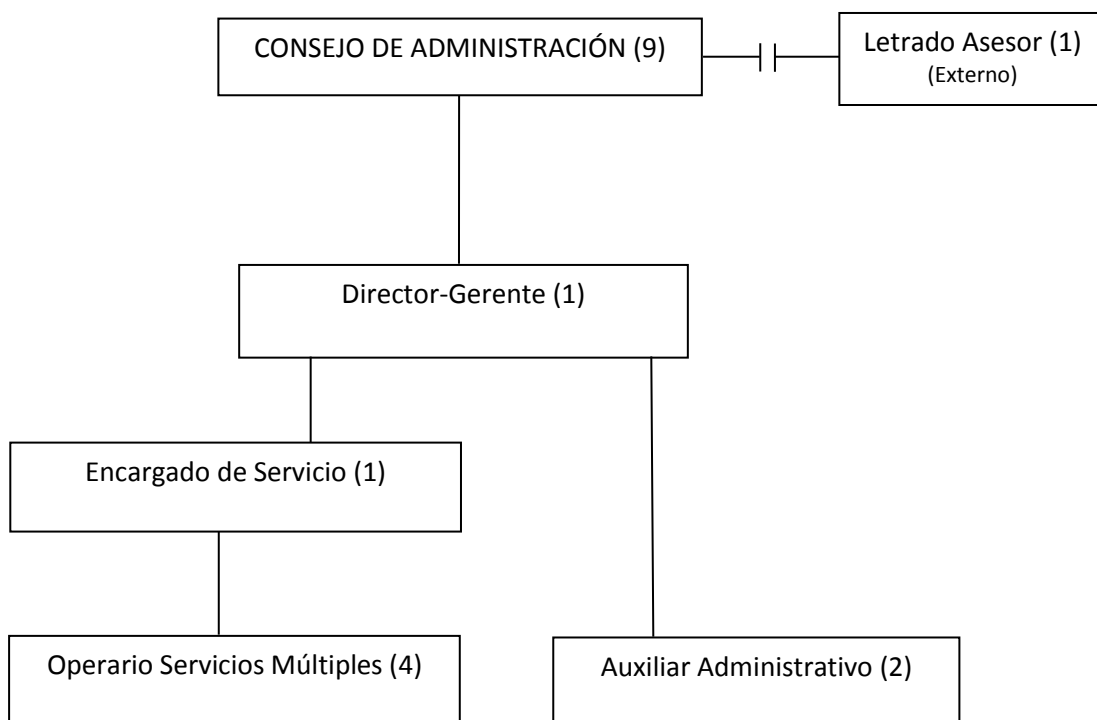 CONSEJO DE ADMINISTRACIÓN (9)
Letrado Asesor (1)
(Externo)
Director-Gerente (1)
Encargado de Servicio (1)
Operario Servicios Múltiples (4)
Auxiliar Administrativo (2)